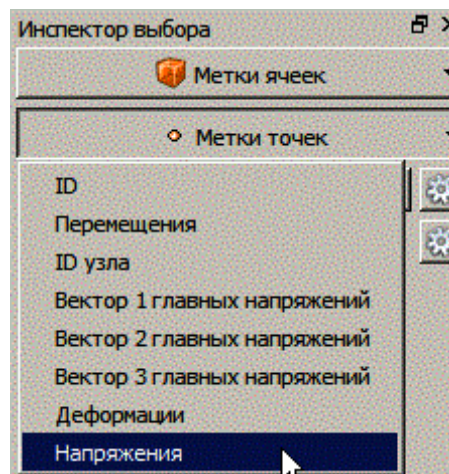 Инспектор выбора
Метки ячеек
Метки точек
ID
Перемещения
ID узла
Вектор 1 главных напряжений
Вектор 2 главных напряжений
Вектор 3 главных напряжений
Деформации
Напряжения